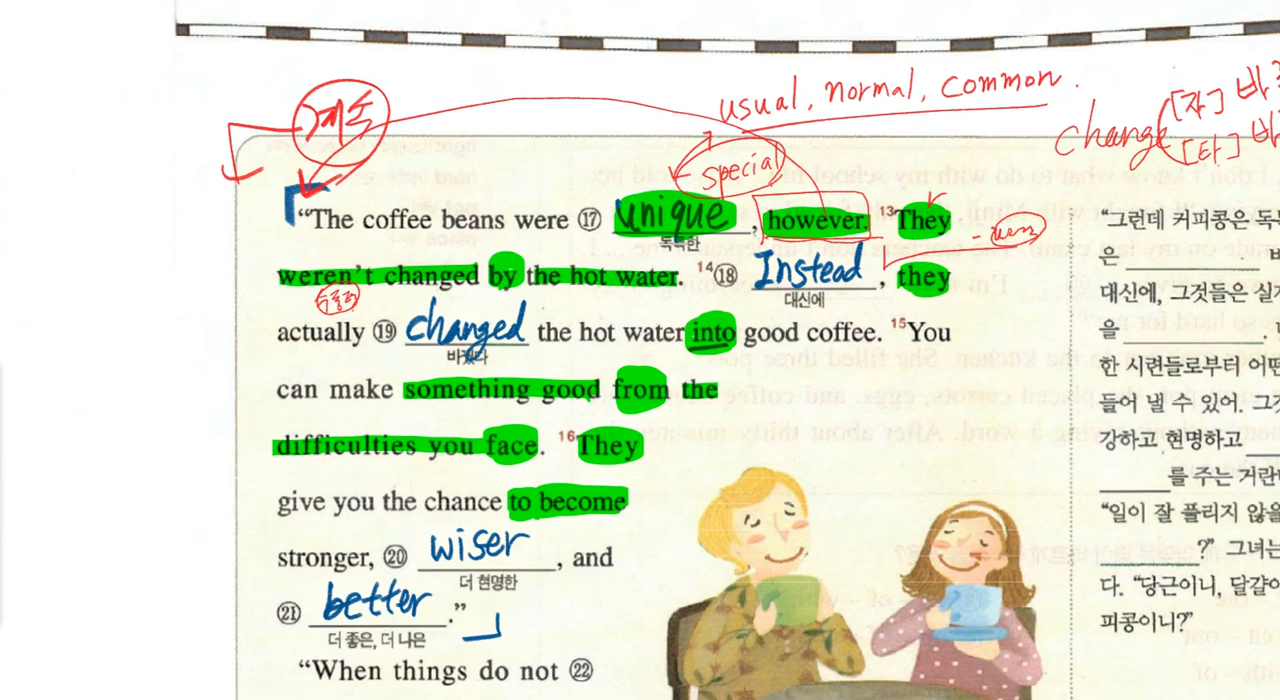 usual, normal, common.
change [자] 바
[타] 바
계속
special
"The coffee beans were ⑰ unique, however. 13They
독특한
weren't changed by the hot water. 14⑱ Instead, they
대신에
actually ⑲ changed the hot water into good coffee. 15You
바꿨다
can make something good from the
difficulties you face. 16They
give you the chance to become
stronger, ⑳ wiser, and
더 현명한
㉑ better."
더 좋은, 더 나은
"When things do not ㉒
"그런데 커피콩은 독
은
대신에, 그것들은 실
을
한 시련들로부터 어떤
들어 낼 수 있어. 그
강하고 현명하고
를 주는 거란
"일이 잘 풀리지 않을
?" 그녀는
다. "당근이니, 달걀이
피콩이니?"